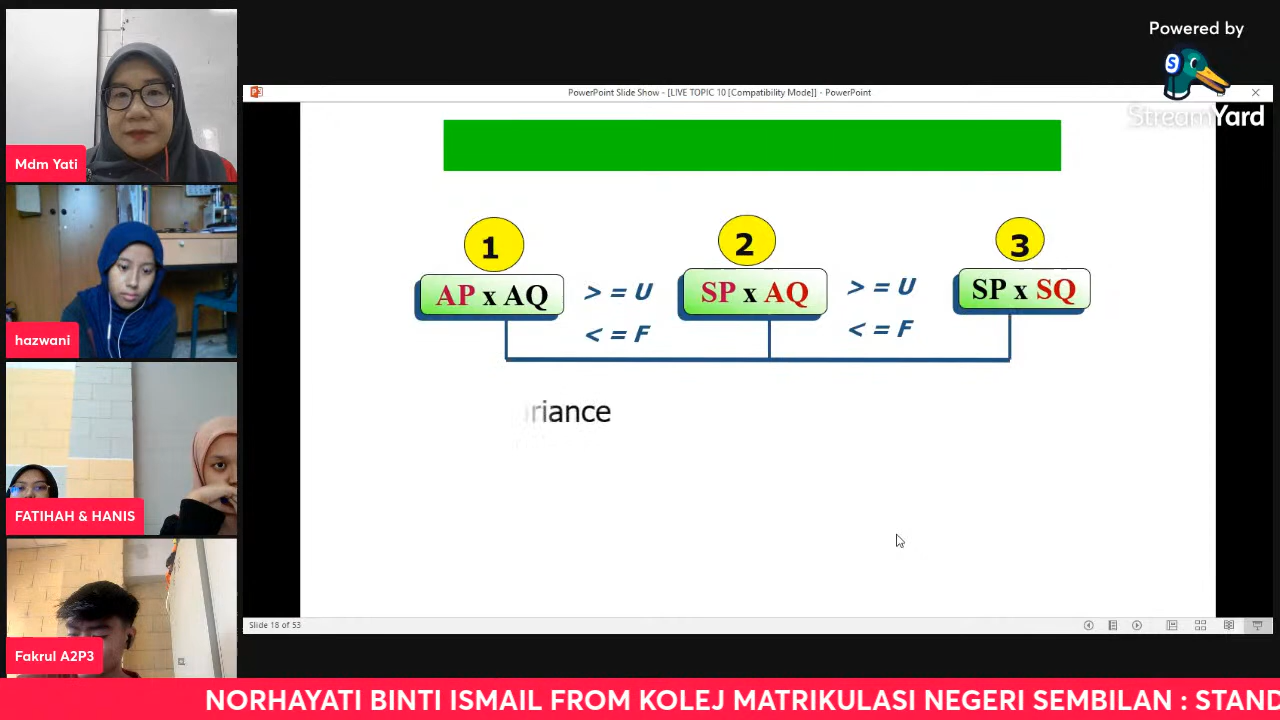 Powered by
StreamYard
Mdm Yati
hazwani
FATIHAH & HANIS
Fakrul A2P3
PowerPoint Slide Show - [LIVE TOPIC 10 [Compatibility Mode]] - PowerPoint
1
2
3
AP x AQ
> = U
< = F
SP x AQ
> = U
< = F
SP x SQ
riance
Slide 18 of 53
NORHAYATI BINTI ISMAIL FROM KOLEJ MATRIKULASI NEGERI SEMBILAN : STAND